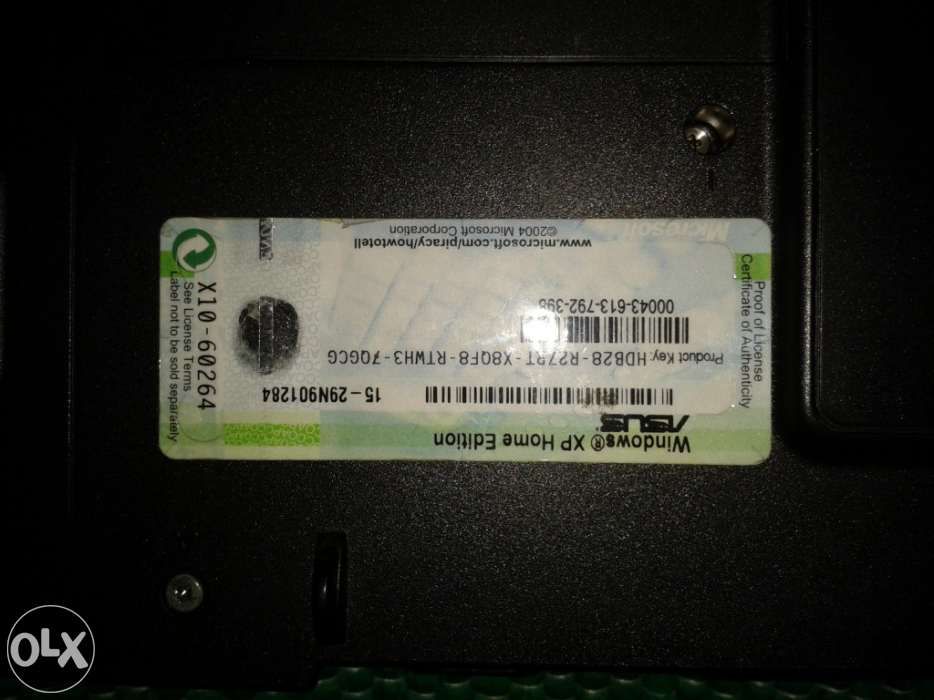 Windows® XP Home Edition
ASUS
15-29N901284
Product Key: HDB28- -X8QFB-RTWH3-7QGCG
00043-613-792-398
www.microsoft.com/piracy/howtotell
©2004 Microsoft Corporation
Microsoft
Proof of License
Certificate of Authenticity
X10-60264
See License Terms
Label not to be sold separately
OLX